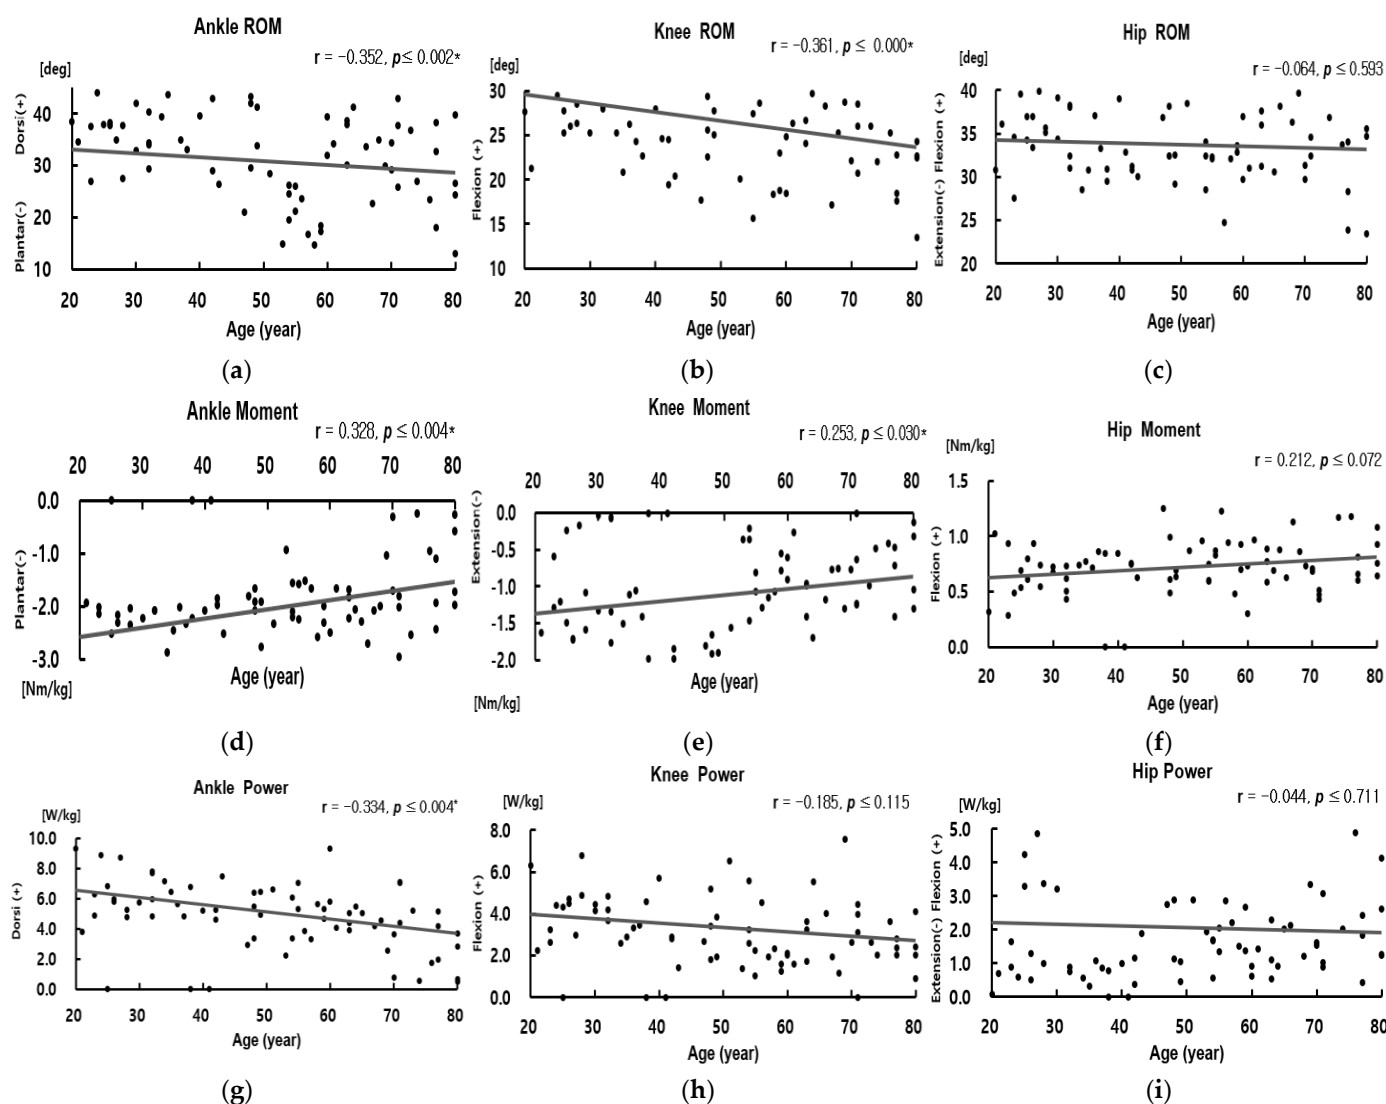 Ankle ROM
r = −0.352, p ≤ 0.002*
[deg]
Dorsi(+)
Plantar(-)
40
30
20
10
20 30 40 50 60 70 80
Age (year)
(a)
Knee ROM
r = −0.361, p ≤ 0.000*
[deg]
Flexion (+)
30
25
20
15
10
20 30 40 50 60 70 80
Age (year)
(b)
Hip ROM
r = −0.064, p ≤ 0.593
[deg]
Extension(-) Flexion (+)
40
35
30
25
20
20 30 40 50 60 70 80
Age (year)
(c)
Ankle Moment
r = 0.328, p ≤ 0.004*
20 30 40 50 60 70 80
Plantar(-)
0.0
-1.0
-2.0
-3.0
Age (year)
[Nm/kg]
(d)
Knee Moment
r = 0.253, p ≤ 0.030*
20 30 40 50 60 70 80
Extension(-)
0.0
-0.5
-1.0
-1.5
-2.0
Age (year)
[Nm/kg]
(e)
Hip Moment
[Nm/kg]
r = 0.212, p ≤ 0.072
Flexion (+)
1.5
1.0
0.5
0.0
20 30 40 50 60 70 80
Age (year)
(f)
Ankle Power
r = −0.334, p ≤ 0.004*
[W/kg]
Dorsi (+)
10.0
8.0
6.0
4.0
2.0
0.0
20 30 40 50 60 70 80
Age (year)
(g)
Knee Power
[W/kg]
r = −0.185, p ≤ 0.115
Flexion (+)
8.0
6.0
4.0
2.0
0.0
20 30 40 50 60 70 80
Age (year)
(h)
Hip Power
r = −0.044, p ≤ 0.711
[W/kg]
Extension(-) Flexion (+)
5.0
4.0
3.0
2.0
1.0
0.0
20 30 40 50 60 70 80
Age (year)
(i)